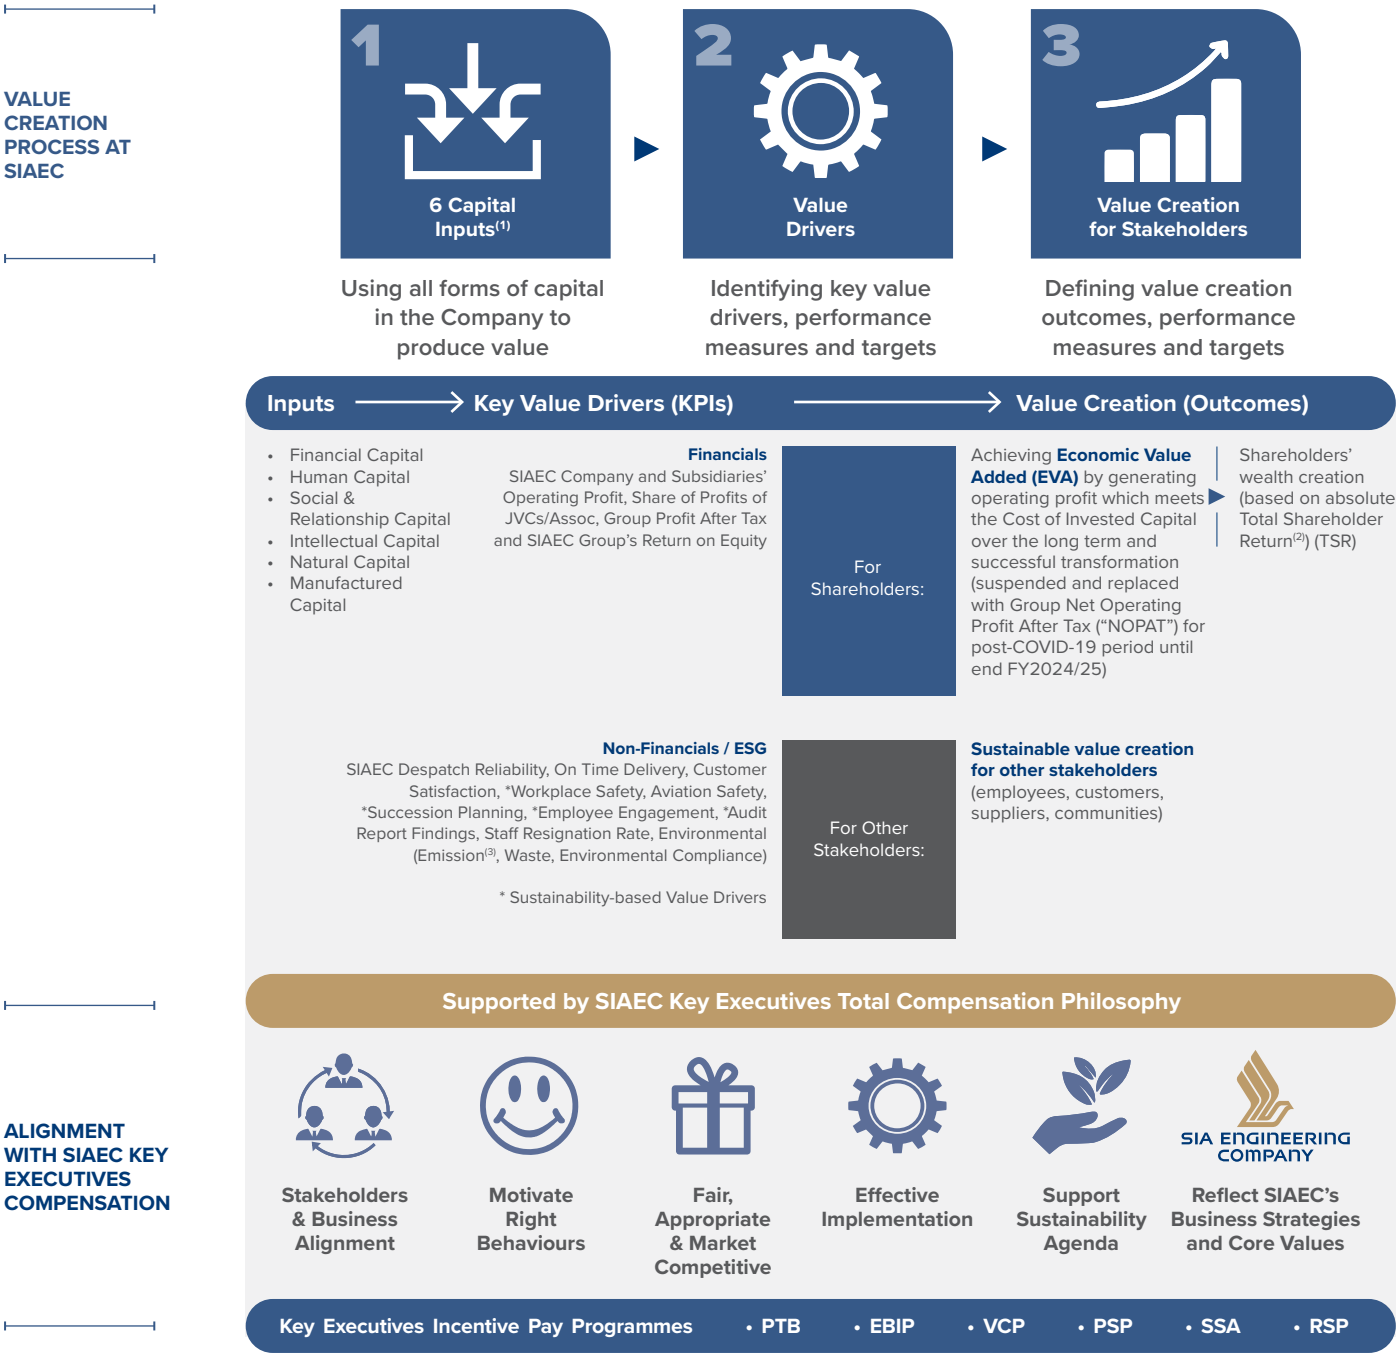 VALUE
CREATION
PROCESS AT
SIAEC
1
6 Capital
Inputs(1)
2
Value
Drivers
3
Value Creation
for Stakeholders
Using all forms of capital
in the Company to
produce value
Identifying key value
drivers, performance
measures and targets
Defining value creation
outcomes, performance
measures and targets
Inputs
Key Value Drivers (KPIs)
Value Creation (Outcomes)
• Financial Capital
• Human Capital
• Social &
Relationship Capital
• Intellectual Capital
• Natural Capital
• Manufactured
Capital
Financials
SIAEC Company and Subsidiaries’
Operating Profit, Share of Profits of
JVCs/Assoc, Group Profit After Tax
and SIAEC Group’s Return on Equity
For
Shareholders:
Achieving Economic Value
Added (EVA) by generating
operating profit which meets
the Cost of Invested Capital
over the long term and
successful transformation
(suspended and replaced
with Group Net Operating
Profit After Tax (“NOPAT”) for
post-COVID-19 period until
end FY2024/25)
Shareholders’
wealth creation
(based on absolute
Total Shareholder
Return(2)) (TSR)
Non-Financials / ESG
SIAEC Despatch Reliability, On Time Delivery, Customer
Satisfaction, *Workplace Safety, Aviation Safety,
*Succession Planning, *Employee Engagement, *Audit
Report Findings, Staff Resignation Rate, Environmental
(Emission(3), Waste, Environmental Compliance)
* Sustainability-based Value Drivers
For Other
Stakeholders:
Sustainable value creation
for other stakeholders
(employees, customers,
suppliers, communities)
Supported by SIAEC Key Executives Total Compensation Philosophy
ALIGNMENT
WITH SIAEC KEY
EXECUTIVES
COMPENSATION
Stakeholders
& Business
Alignment
Motivate
Right
Behaviours
Fair,
Appropriate
& Market
Competitive
Effective
Implementation
Support
Sustainability
Agenda
SIA ENGINEERING
COMPANY
Reflect SIAEC’s
Business Strategies
and Core Values
Key Executives Incentive Pay Programmes • PTB • EBIP • VCP • PSP • SSA • RSP